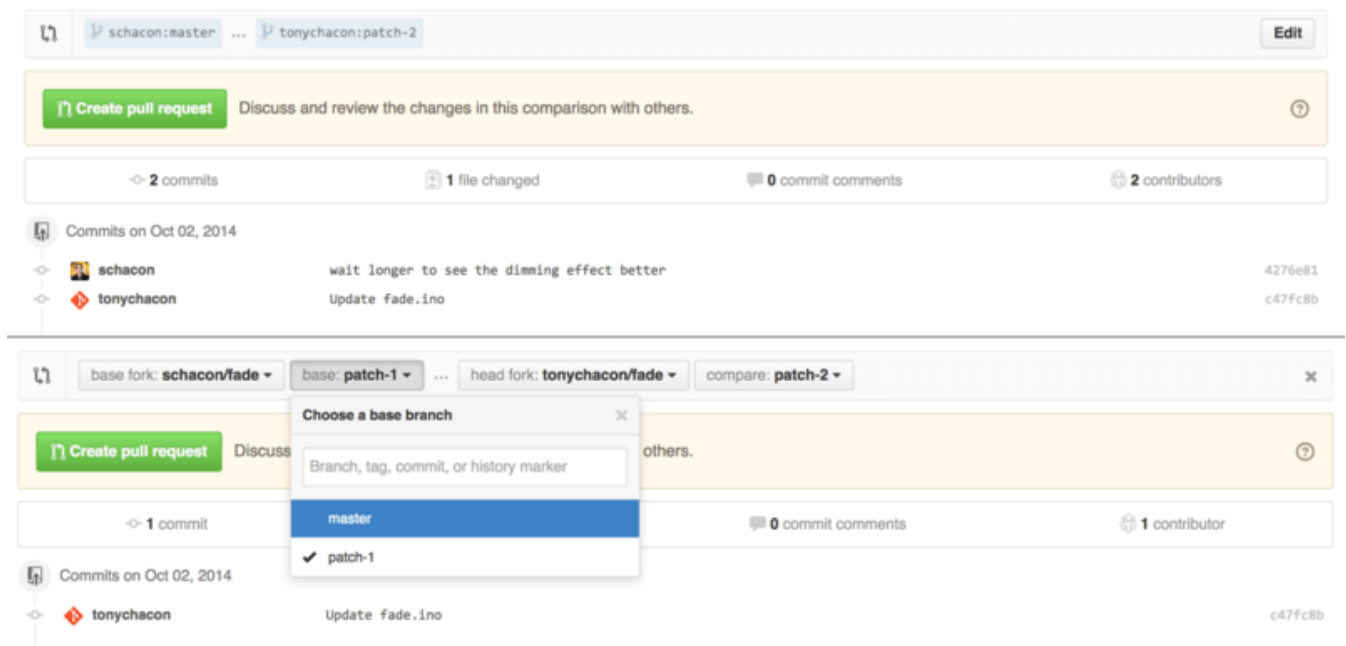 schacon:master ... tonychacon:patch-2 Edit
Create pull request Discuss and review the changes in this comparison with others.
2 commits 1 file changed 0 commit comments 2 contributors
Commits on Oct 02, 2014
schacon wait longer to see the dimming effect better 4276e81
tonychacon Update fade.ino c47fc8b
base fork: schacon/fade base: patch-1 ... head fork: tonychacon/fade compare: patch-2
Choose a base branch
Create pull request Discuss others.
Branch, tag, commit, or history marker
1 commit master 0 commit comments 1 contributor
patch-1
Commits on Oct 02, 2014
tonychacon Update fade.ino c47fc8b